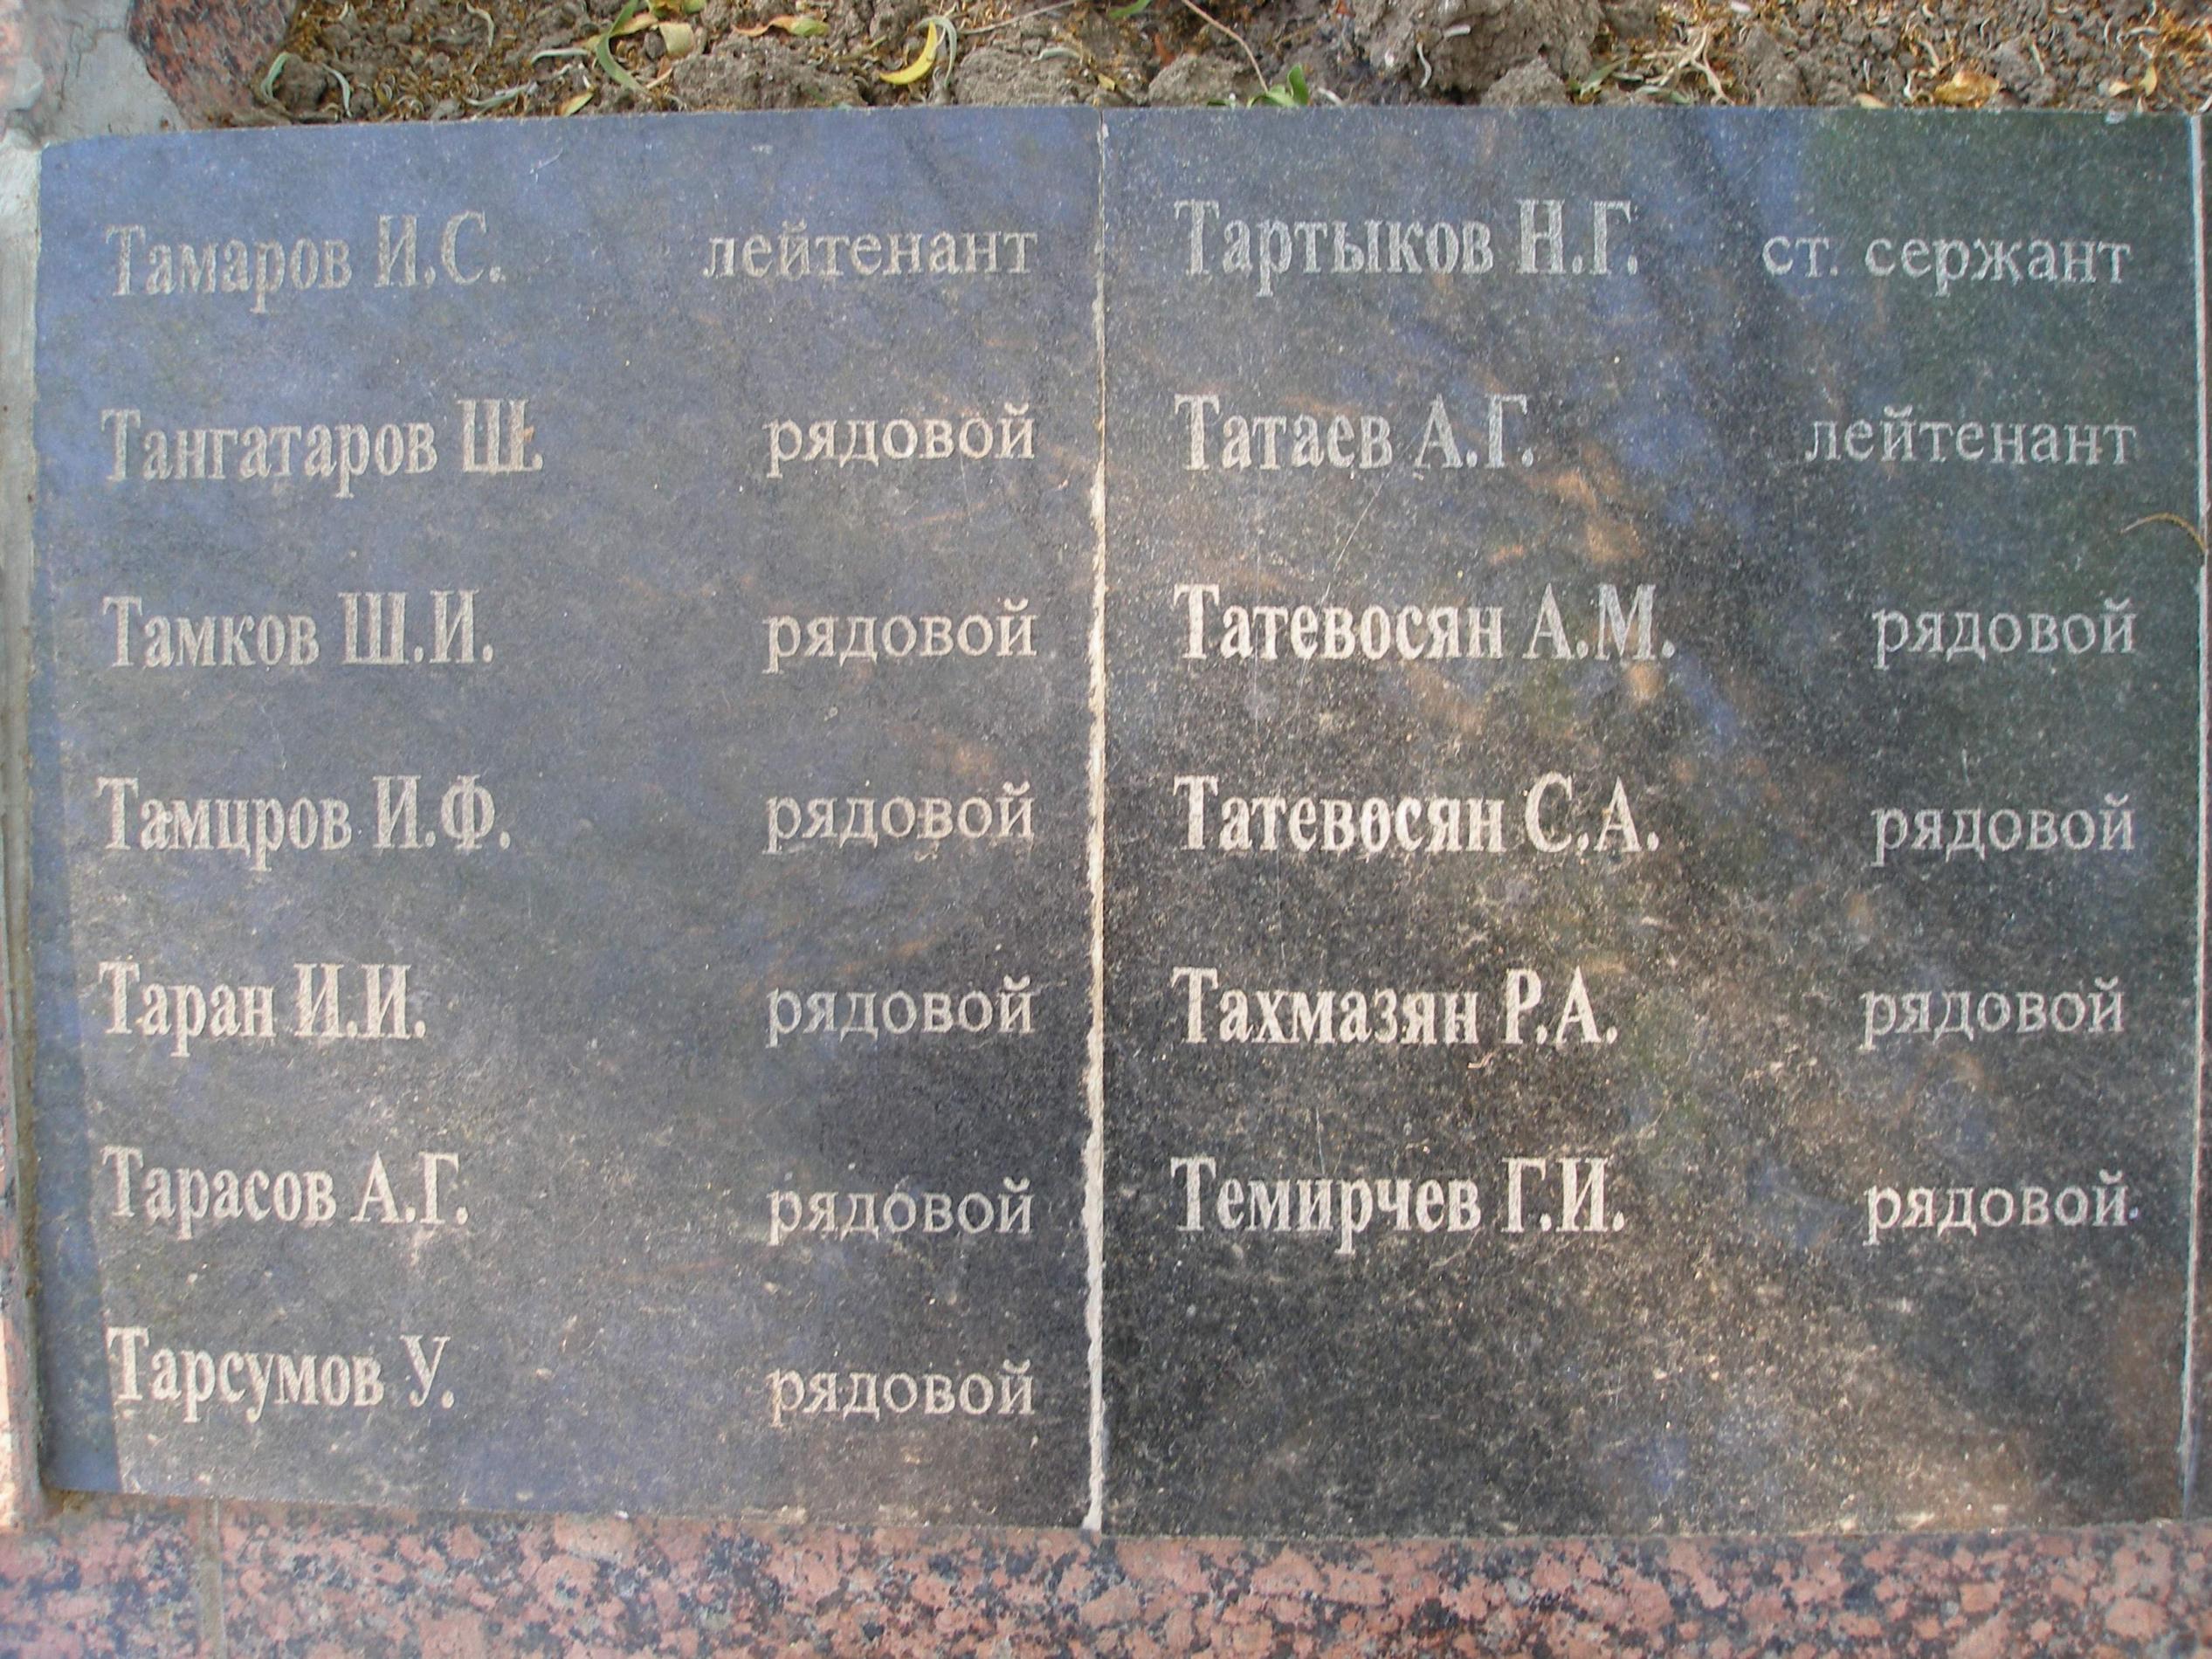 Тамаров И.С. лейтенант
Тангатаров Ш. рядовой
Тамков Ш.И. рядовой
Тамцров И.Ф. рядовой
Таран И.И. рядовой
Тарасов А.Г. рядовой
Тарсумов У. рядовой
Тартыков Н.Г. ст. сержант
Татаев А.Г. лейтенант
Татевосян А.М. рядовой
Татевосян С.А. рядовой
Тахмазян Р.А. рядовой
Темирчев Г.И. рядовой